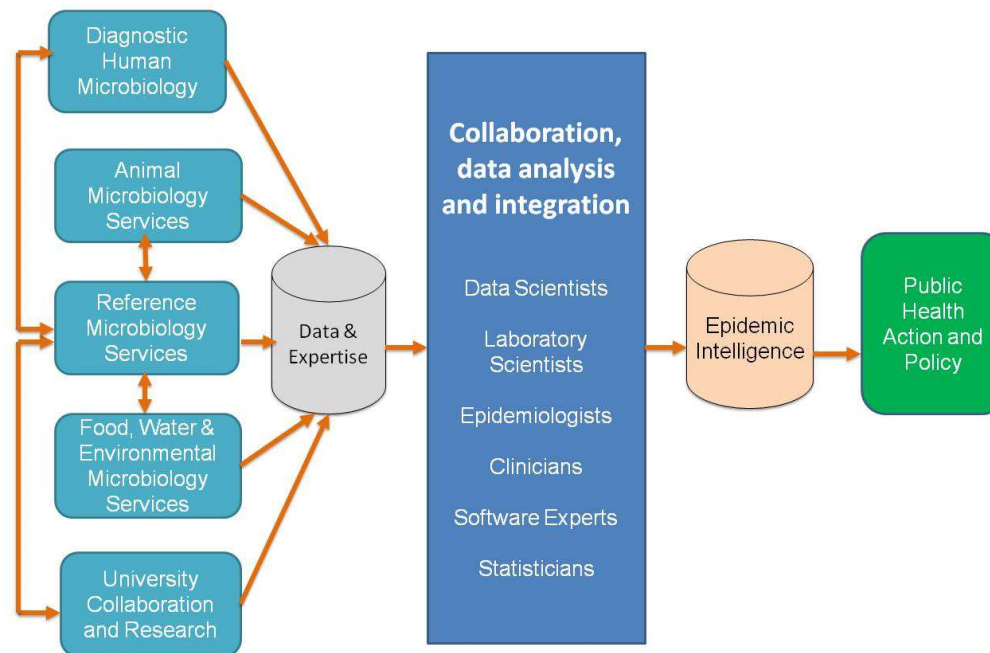 Diagnostic
Human
Microbiology
Animal
Microbiology
Services
Reference
Microbiology
Services
Food, Water &
Environmental
Microbiology
Services
University
Collaboration
and Research
Data &
Expertise
Collaboration,
data analysis
and integration
Data Scientists
Laboratory
Scientists
Epidemiologists
Clinicians
Software Experts
Statisticians
Epidemic
Intelligence
Public
Health
Action and
Policy